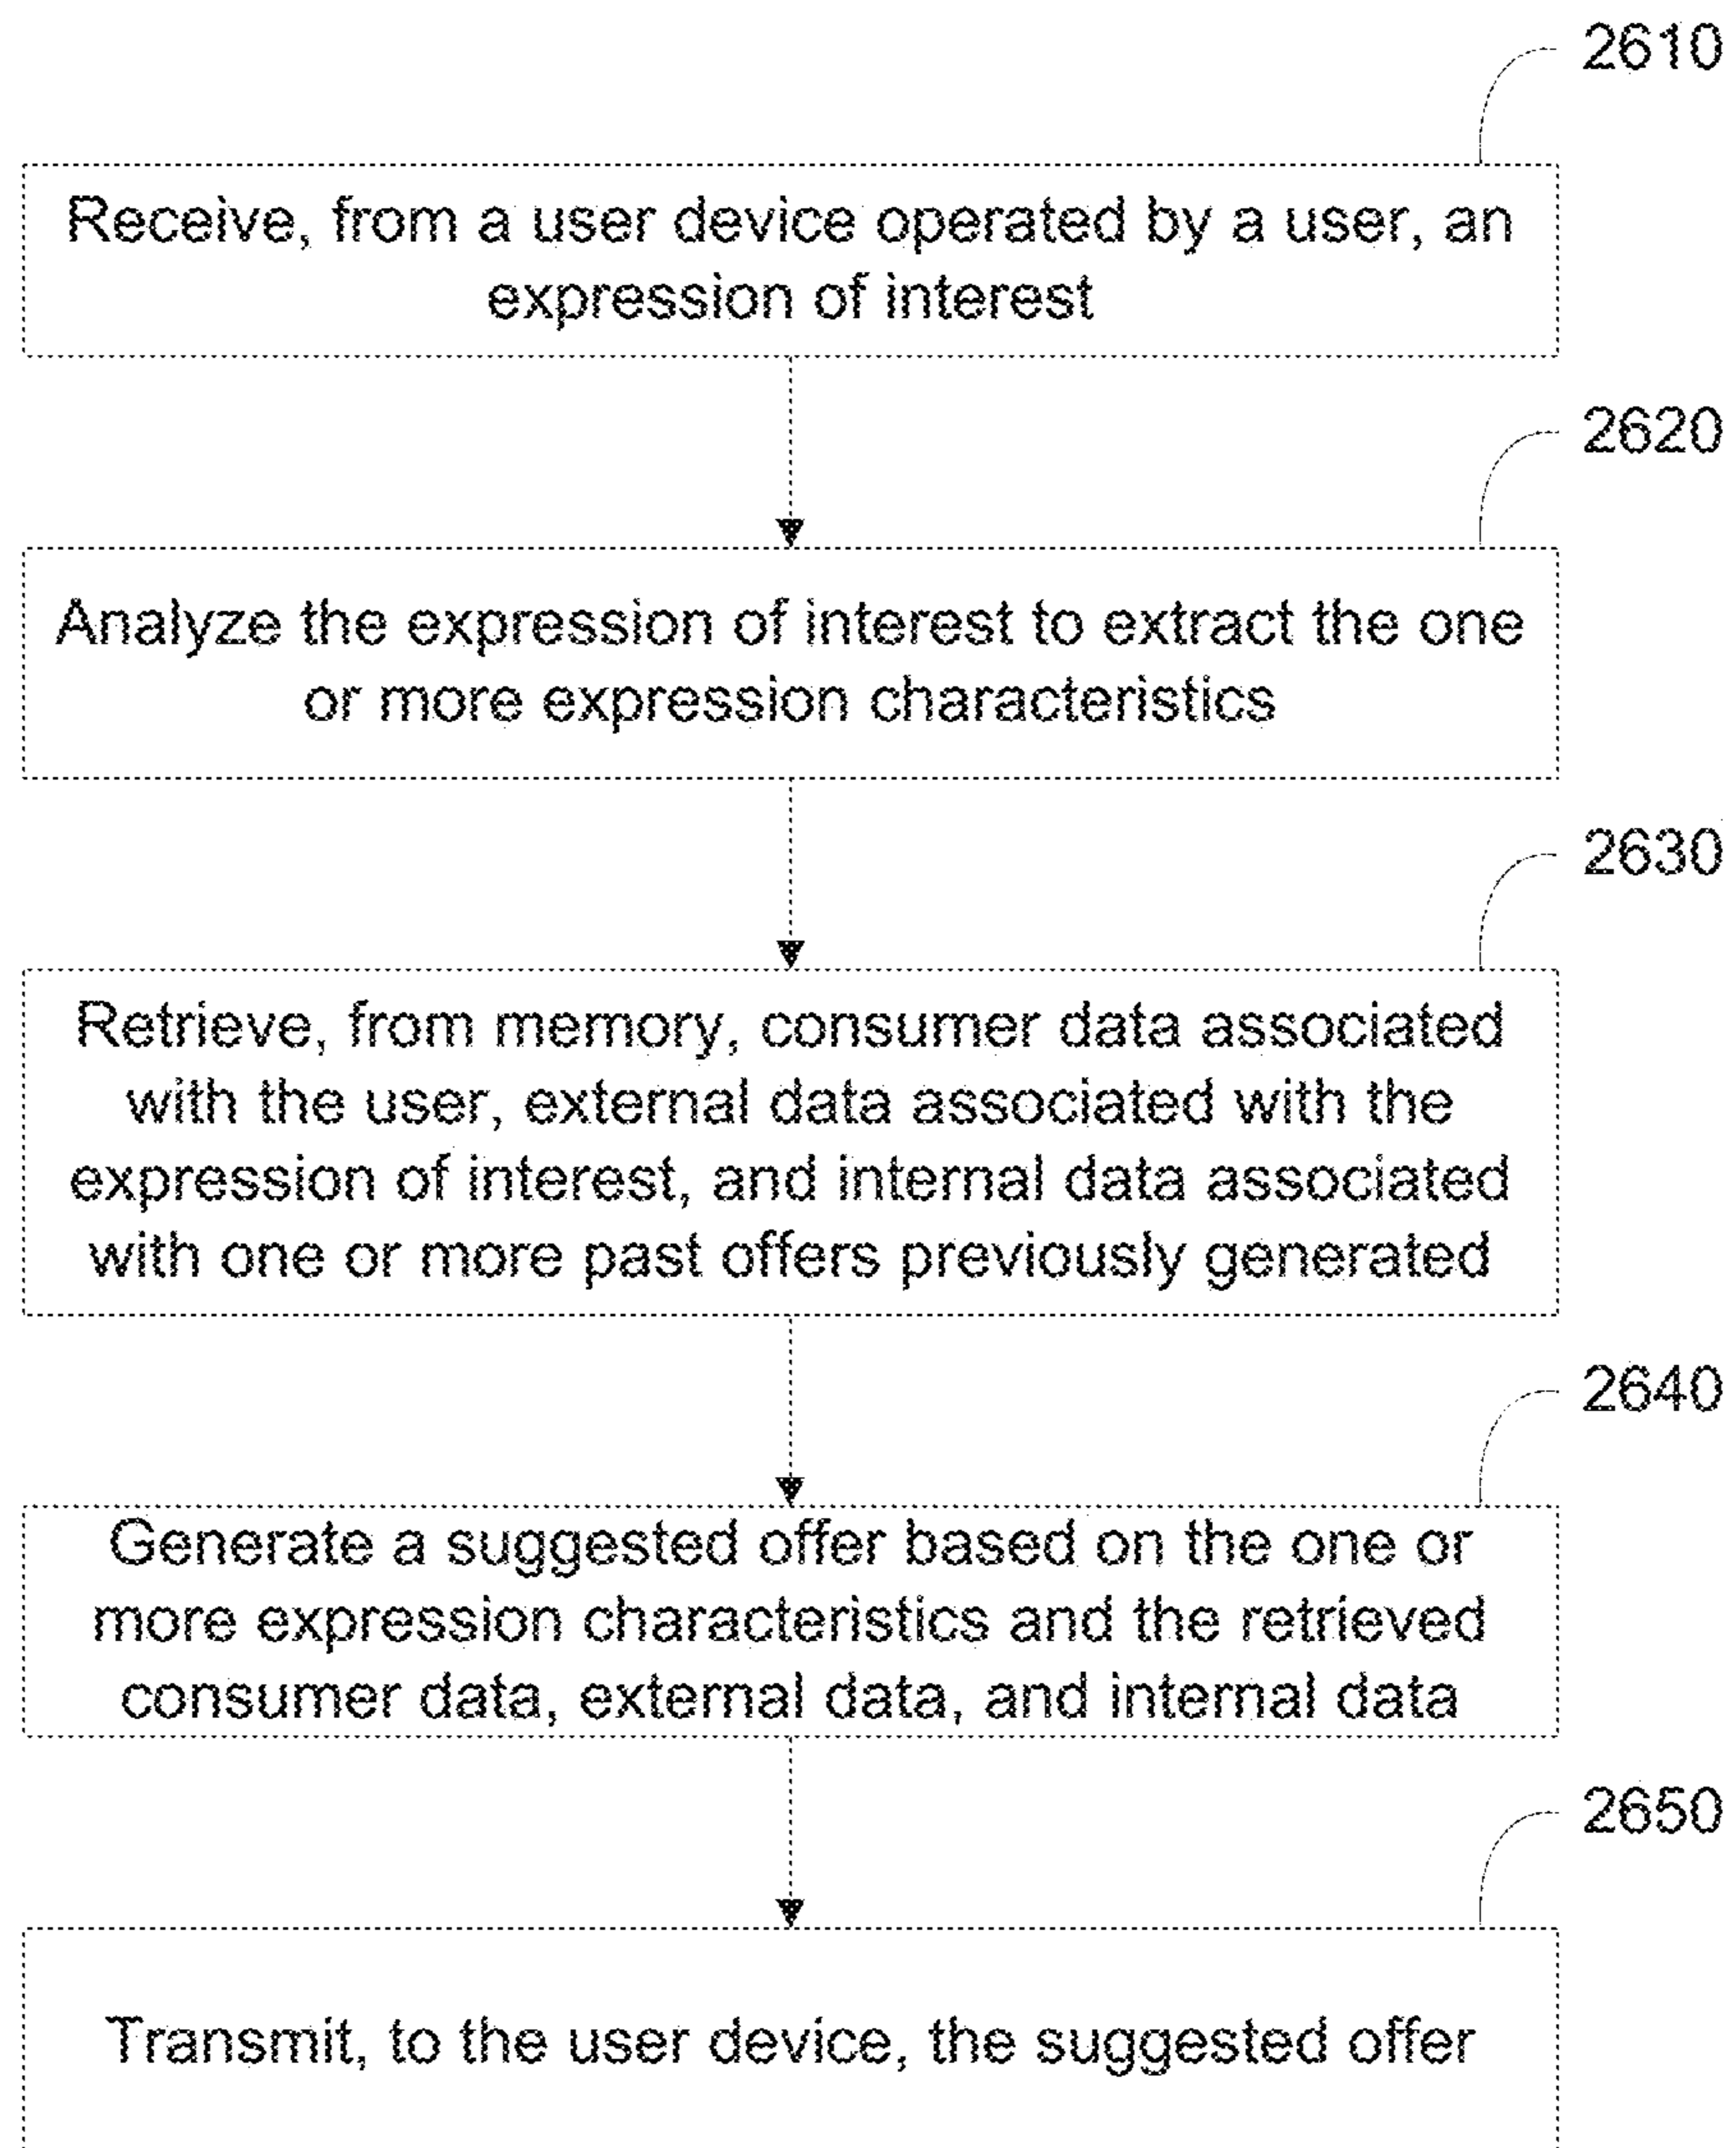 2610
Receive, from a user device operated by a user, an
expression of interest
2620
Analyze the expression of interest to extract the one
or more expression characteristics
2630
Retrieve, from memory, consumer data associated
with the user, external data associated with the
expression of interest, and internal data associated
with one or more past offers previously generated
2640
Generate a suggested offer based on the one or
more expression characteristics and the retrieved
consumer data, external data, and internal data
2650
Transmit, to the user device, the suggested offer